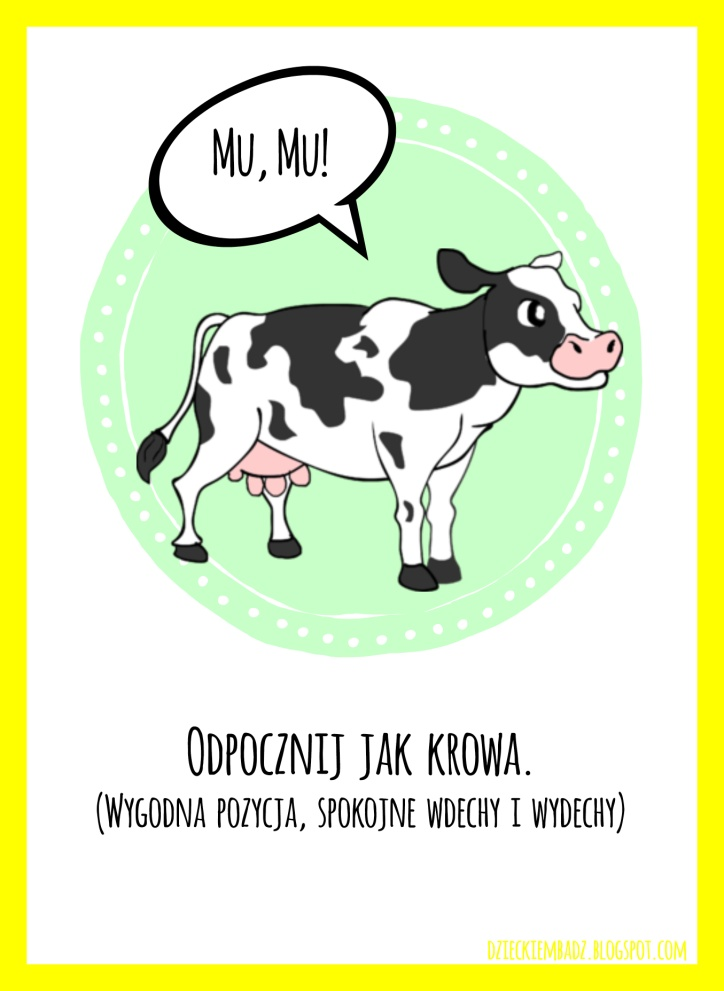 Mu, Mu!
Odpocznij jak krowa.
(Wygodna pozycja, spokojne wdechy i wydechy)
dzieckiembadz.blogspot.com